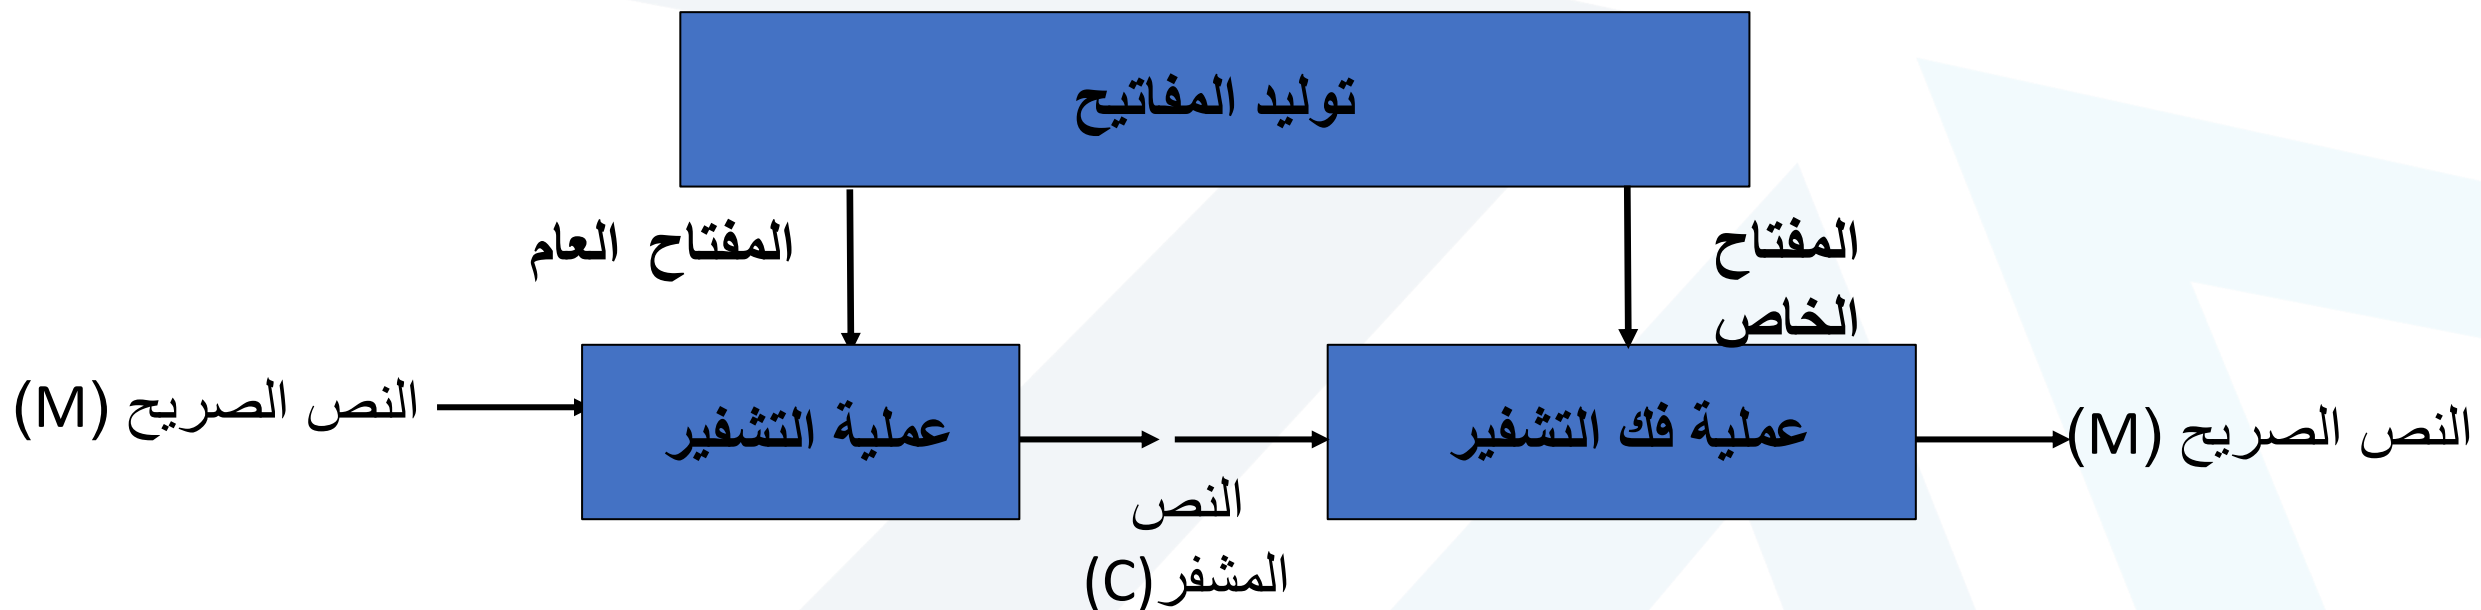 توليد المفاتيح
المفتاح العام
المفتاح
الخاص
النص الصريح (M)
عملية التشفير
النص
المشفر(C)
عملية فك التشفير
النص الصريح (M)